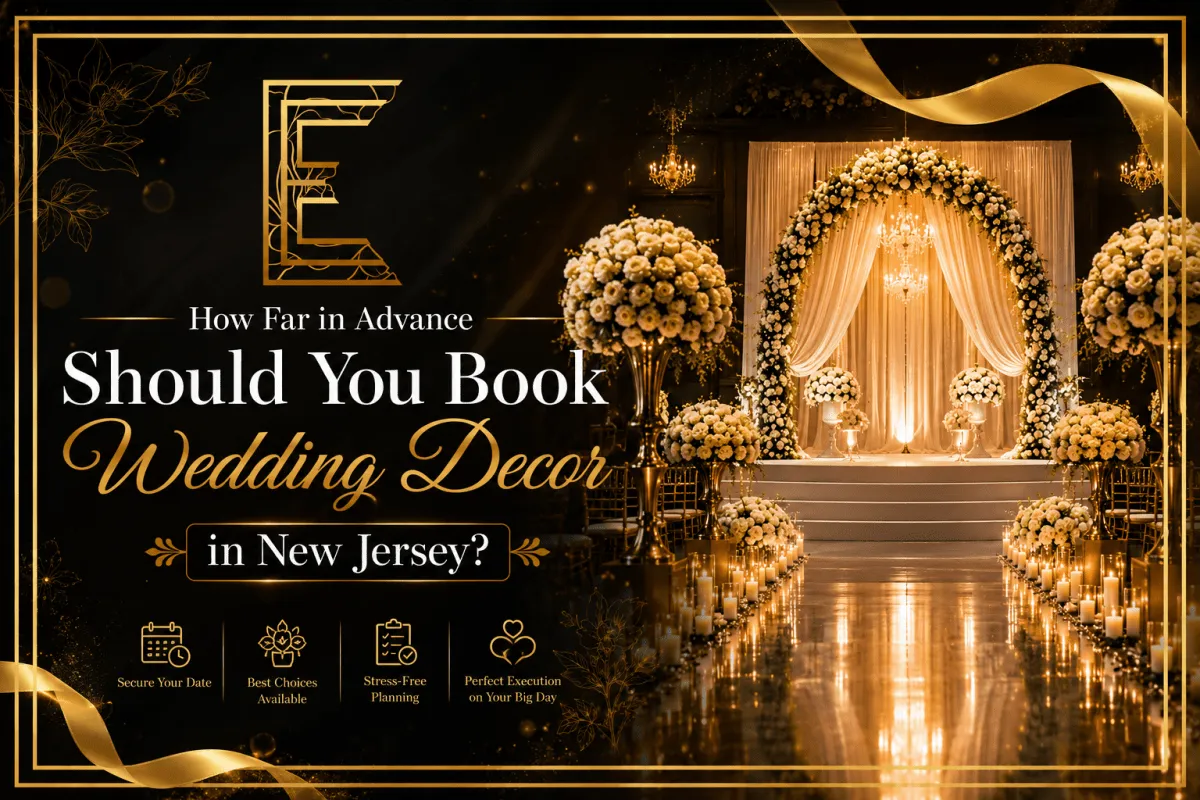 E
How Far in Advance
Should You Book
Wedding Decor
in New Jersey?
Secure Your Date
Best Choices
Available
Stress-Free
Planning
Perfect Execution
on Your Big Day